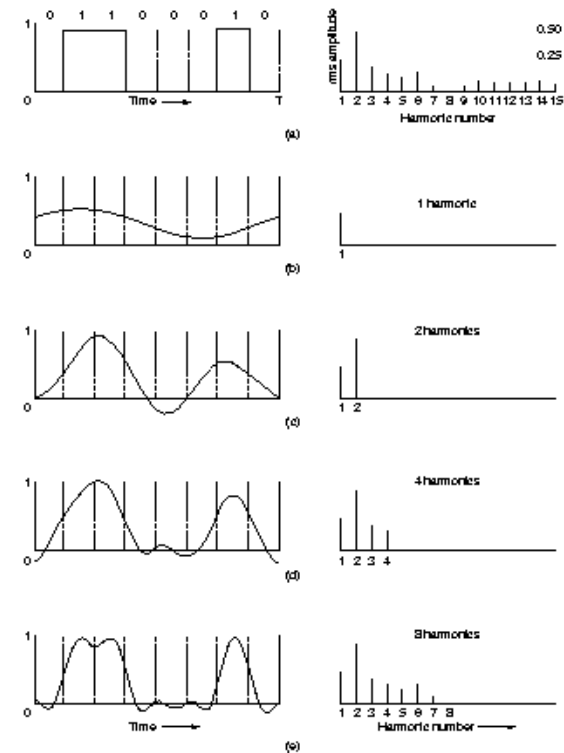 0 1 1 0 0 0 1 0
1
0
Time
T
(a)
rms amplitude
0.50
0.25
1 2 3 4 5 6 7 8 9 10 11 12 13 14 15
Harmonic number
1
0
(b)
1 harmonic
1
1
0
(c)
2 harmonics
1 2
1
0
(d)
4 harmonics
1 2 3 4
1
0
Time
(e)
8 harmonics
1 2 3 4 5 6 7 8
Harmonic number